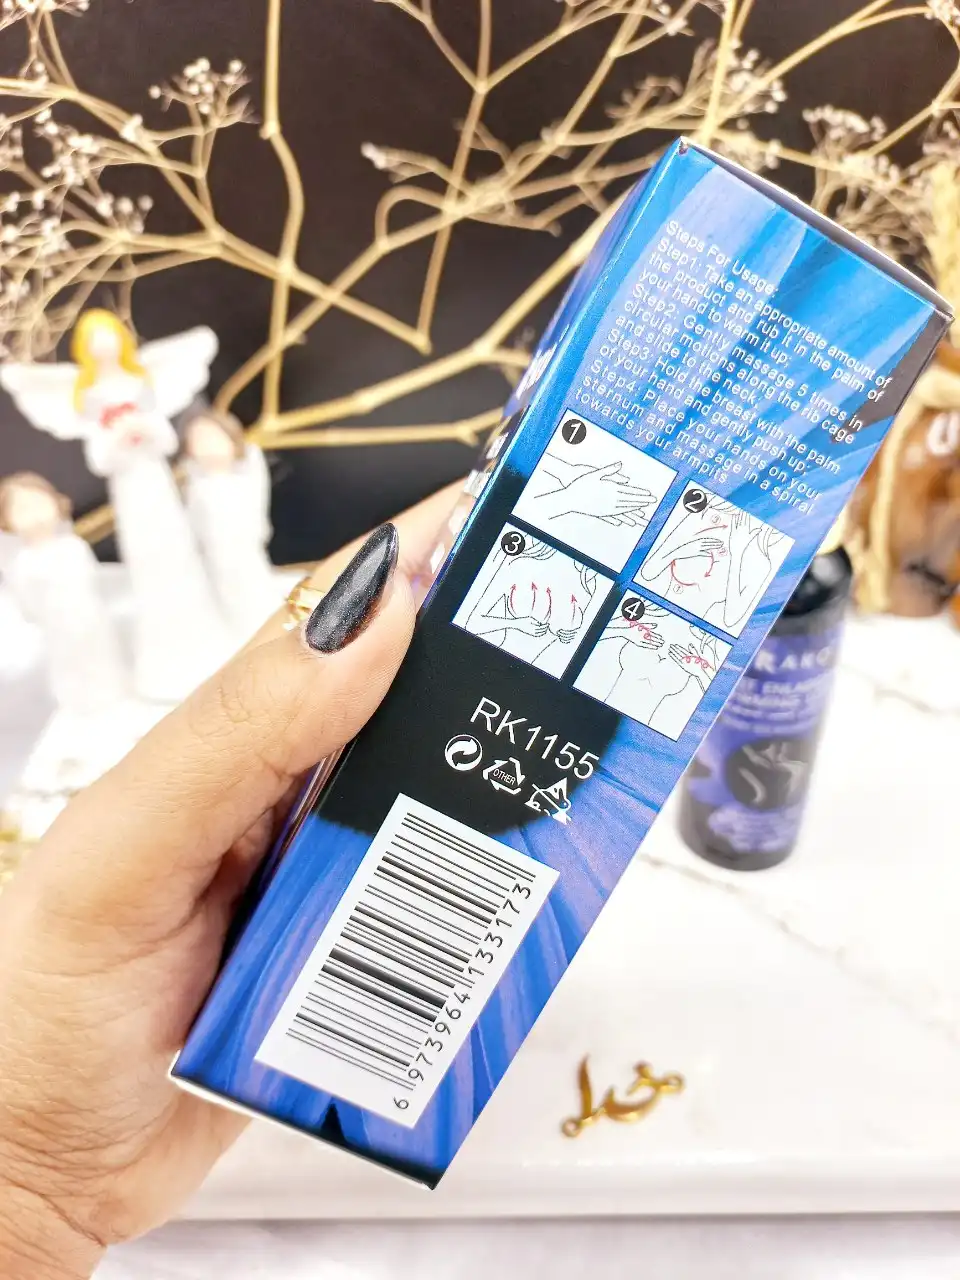 Steps For Usage:
Step1: Take an appropriate amount of
the product and rub it in the palm of
your hand to warm it up;
Step2: Gently massage 5 times in
circular motions along the rib cage
and slide to the neck;
Step3: Hold the breast with the palm
of your hand and gently push up;
Step4: Place your hands on your
sternum and massage in a spiral
towards your armpits
1
2
3
4
RK1155
OTHER
6 973964 133173